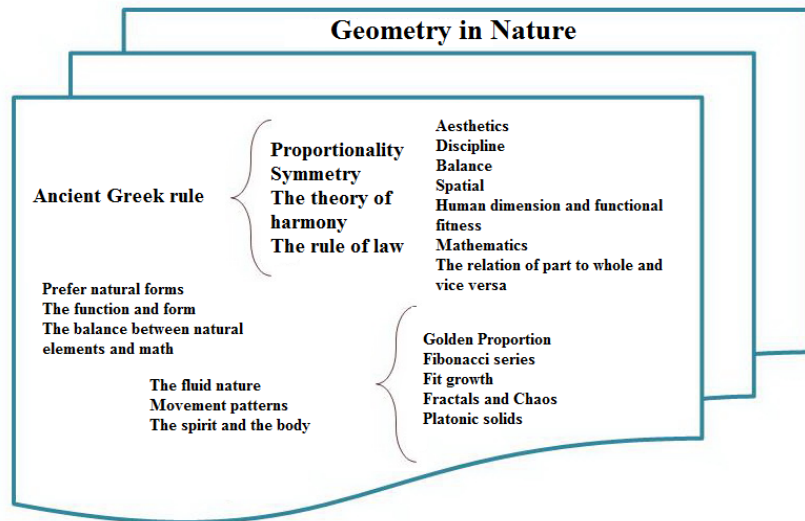 Geometry in Nature
Ancient Greek rule
Proportionality
Symmetry
The theory of
harmony
The rule of law
Aesthetics
Discipline
Balance
Spatial
Human dimension and functional
fitness
Mathematics
The relation of part to whole and
vice versa
Prefer natural forms
The function and form
The balance between natural
elements and math
The fluid nature
Movement patterns
The spirit and the body
Golden Proportion
Fibonacci series
Fit growth
Fractals and Chaos
Platonic solids